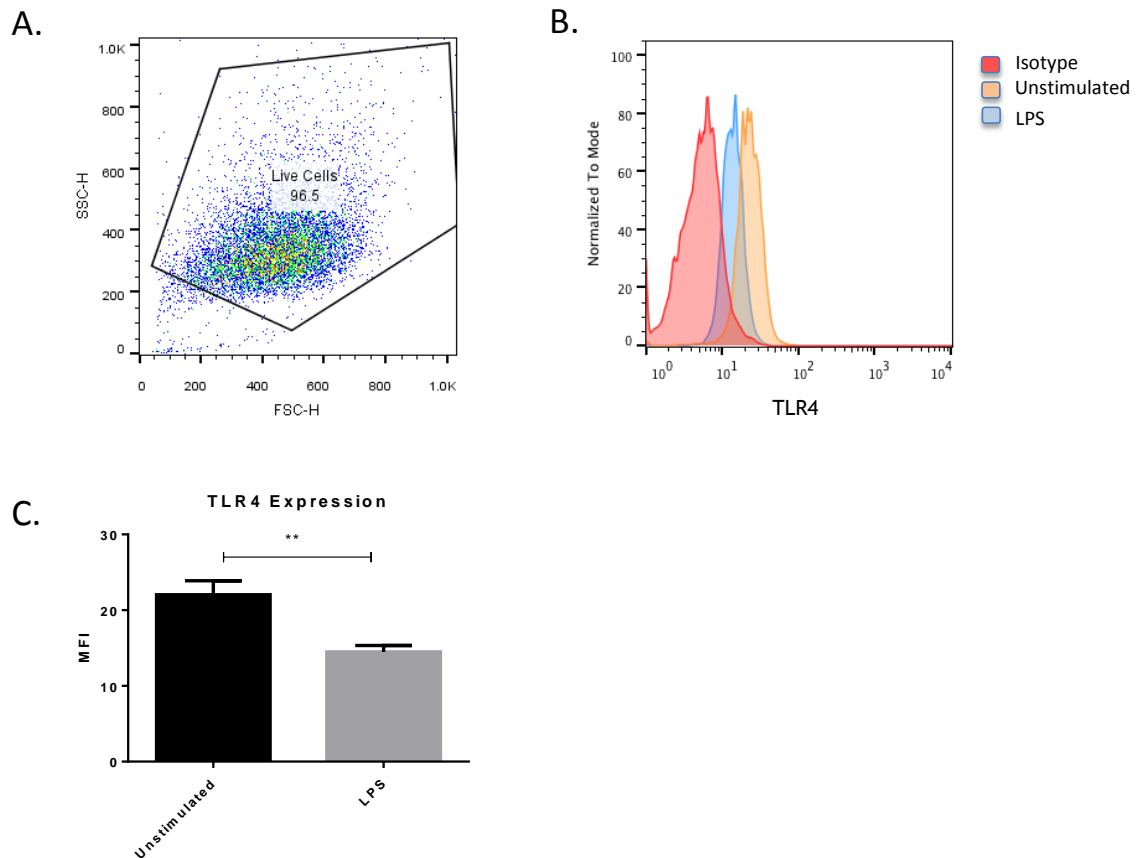 A.
1.0K
800
600
400
200
0
SSC-H
Live Cells
96.5
0 200 400 600 800 1.0K
FSC-H
B.
100
80
60
40
20
0
Normalized To Mode
10^0 10^1 10^2 10^3 10^4
TLR4
Isotype
Unstimulated
LPS
C.
TLR4 Expression
**
30
20
10
0
MFI
Unstimulated
LPS